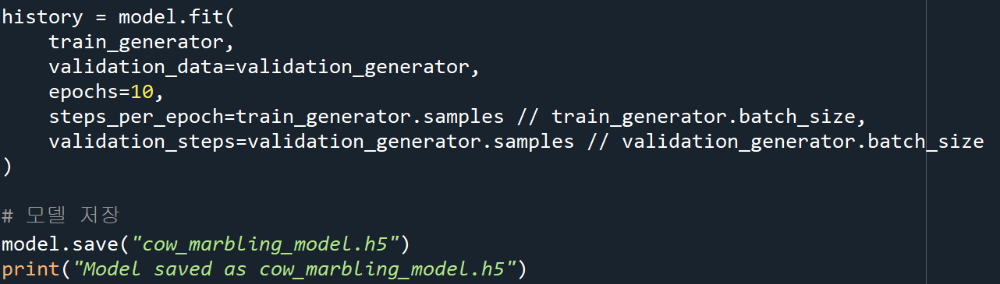 history = model.fit(
    train_generator,
    validation_data=validation_generator,
    epochs=10,
    steps_per_epoch=train_generator.samples // train_generator.batch_size,
    validation_steps=validation_generator.samples // validation_generator.batch_size
)
# 모델 저장
model.save("cow_marbling_model.h5")
print("Model saved as cow_marbling_model.h5")